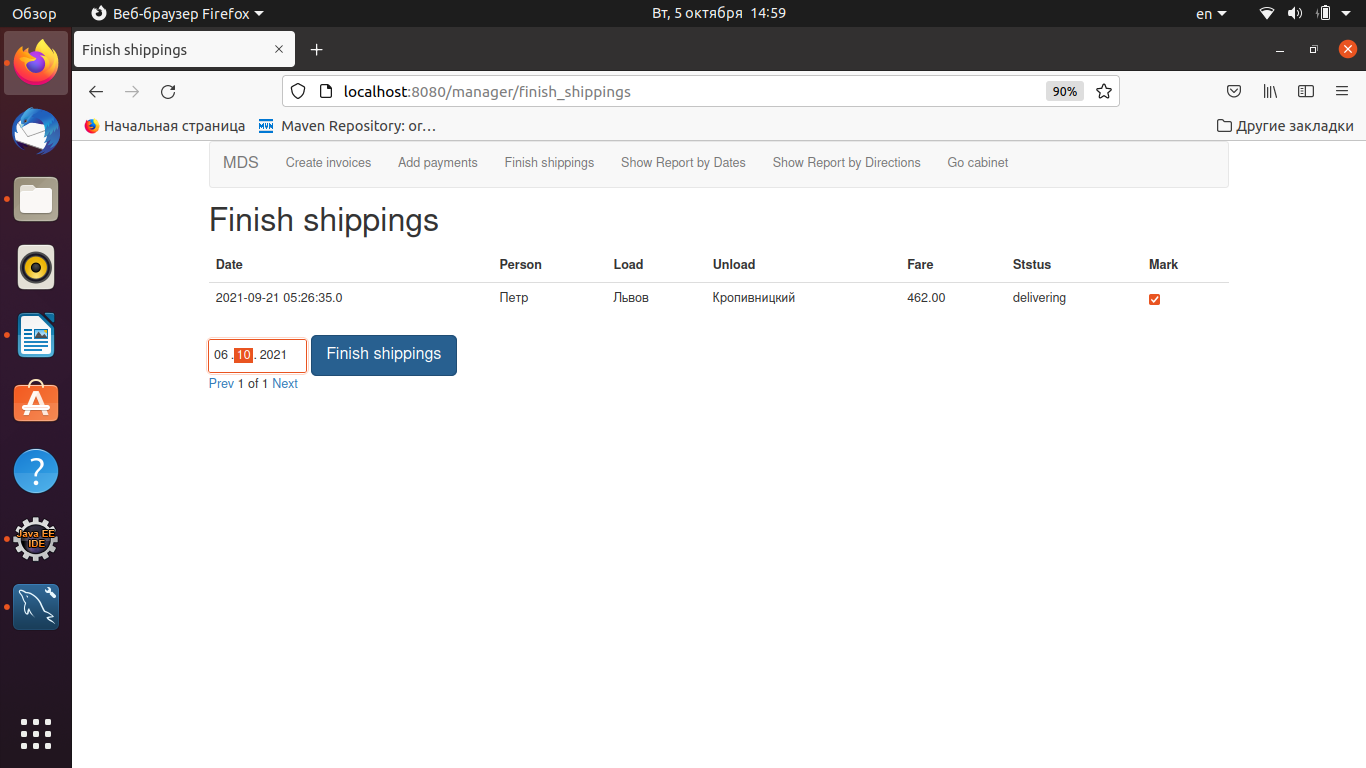 Обзор Веб-браузер Firefox Вт, 5 октября 14:59 en
Finish shippings
localhost:8080/manager/finish_shippings 90%
Начальная страница Maven Repository: or… Другие закладки
MDS Create invoices Add payments Finish shippings Show Report by Dates Show Report by Directions Go cabinet
Finish shippings
Date Person Load Unload Fare Ststus Mark
2021-09-21 05:26:35.0 Петр Львов Кропивницкий 462.00 delivering
06.10.2021 Finish shippings
Prev 1 of 1 Next
Java EE
IDE